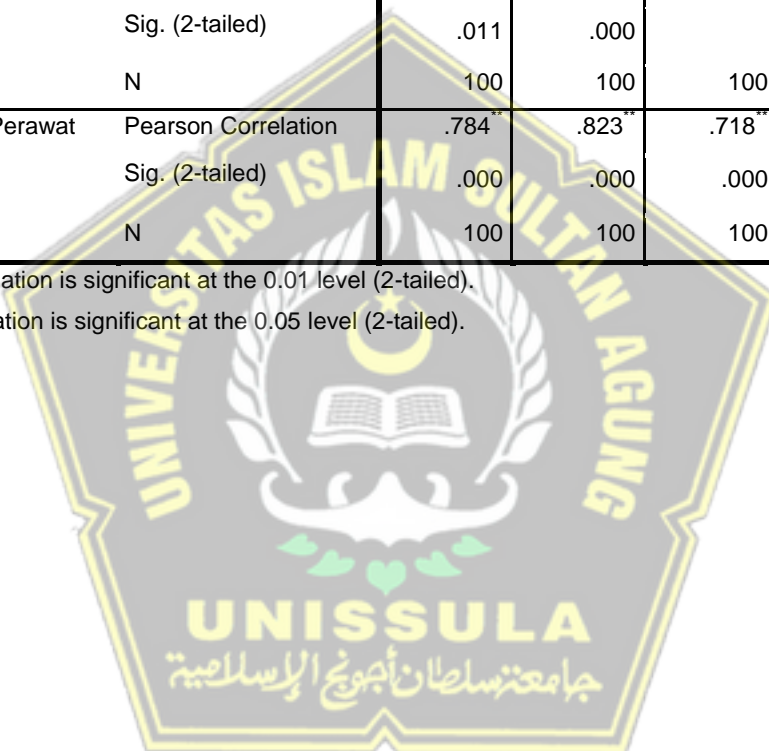 Sig. (2-tailed) .011 .000
N 100 100 100
Perawat Pearson Correlation .784** .823** .718**
Sig. (2-tailed) .000 .000 .000
N 100 100 100
ation is significant at the 0.01 level (2-tailed).
ation is significant at the 0.05 level (2-tailed).
UNIVERSITAS ISLAM SULTAN AGUNG
UNISSULA
جامعة سلطان أجونج الإسلامية